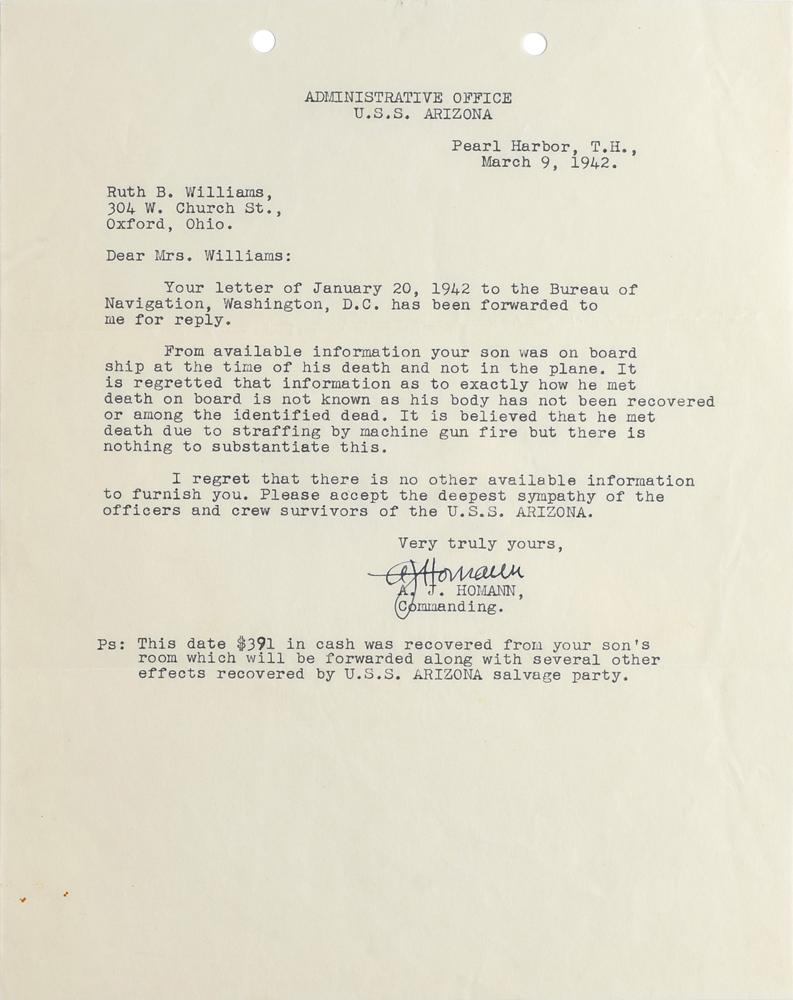 ADMINISTRATIVE OFFICE
U.S.S. ARIZONA
Pearl Harbor, T.H.,
March 9, 1942.
Ruth B. Williams,
304 W. Church St.,
Oxford, Ohio.
Dear Mrs. Williams:
Your letter of January 20, 1942 to the Bureau of
Navigation, Washington, D.C. has been forwarded to
me for reply.
From available information your son was on board
ship at the time of his death and not in the plane. It
is regretted that information as to exactly how he met
death on board is not known as his body has not been recovered
or among the identified dead. It is believed that he met
death due to straffing by machine gun fire but there is
nothing to substantiate this.
I regret that there is no other available information
to furnish you. Please accept the deepest sympathy of the
officers and crew survivors of the U.S.S. ARIZONA.
Very truly yours,
AJHomann
A. J. HOMANN,
Commanding.
Ps: This date $391 in cash was recovered from your son's
room which will be forwarded along with several other
effects recovered by U.S.S. ARIZONA salvage party.